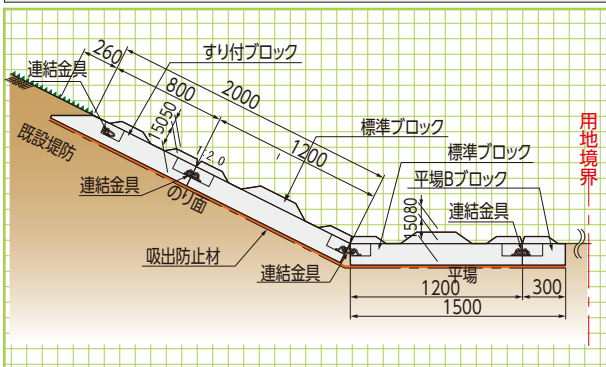 260
すり付ブロック
連結金具
800
2000
15050
標準ブロック
1:2.0
1200
標準ブロック
用地境界
既設堤防
平場Bブロック
連結金具
のり面
15080
連結金具
吸出防止材
連結金具
平場
1200
300
1500